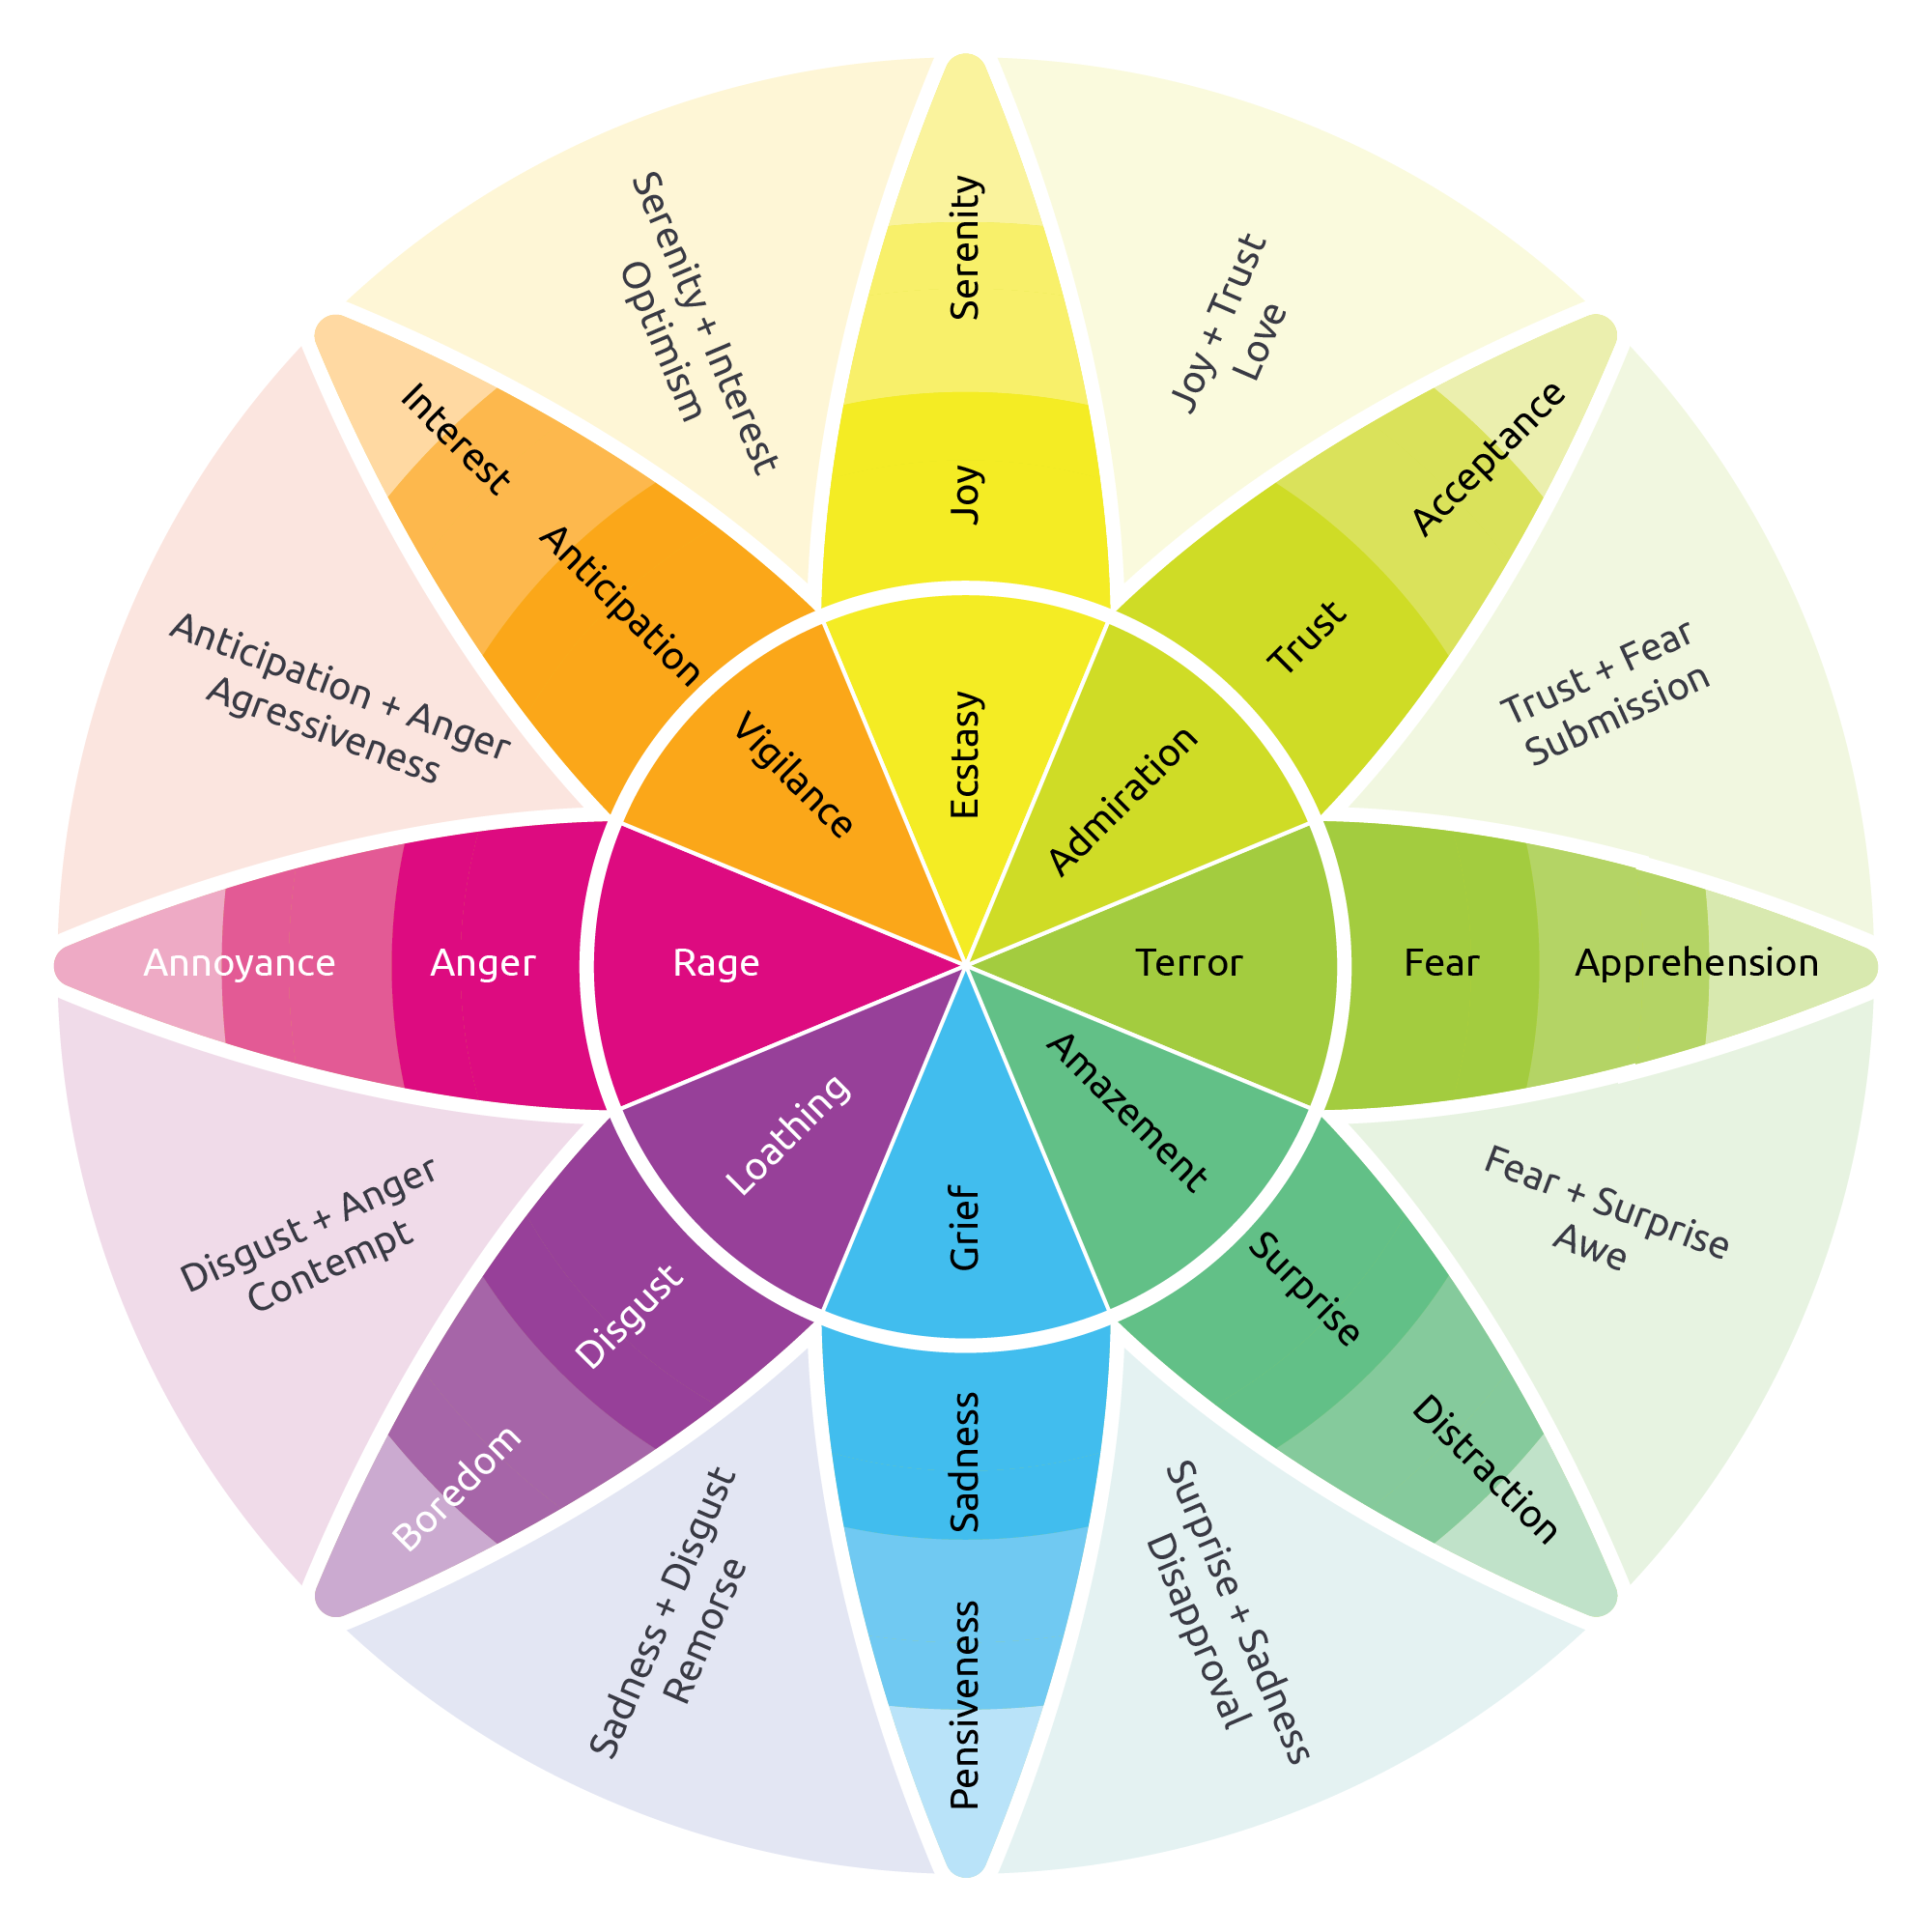 Serenity
Joy
Ecstasy
Joy + Trust
Love
Acceptance
Trust
Admiration
Trust + Fear
Submission
Terror
Fear
Apprehension
Fear + Surprise
Awe
Amazement
Surprise
Distraction
Surprise + Sadness
Disapproval
Grief
Sadness
Pensiveness
Sadness + Disgust
Remorse
Loathing
Disgust
Boredom
Disgust + Anger
Contempt
Annoyance
Anger
Rage
Anticipation + Anger
Agressiveness
Interest
Anticipation
Vigilance
Serenity + Interest
Optimism